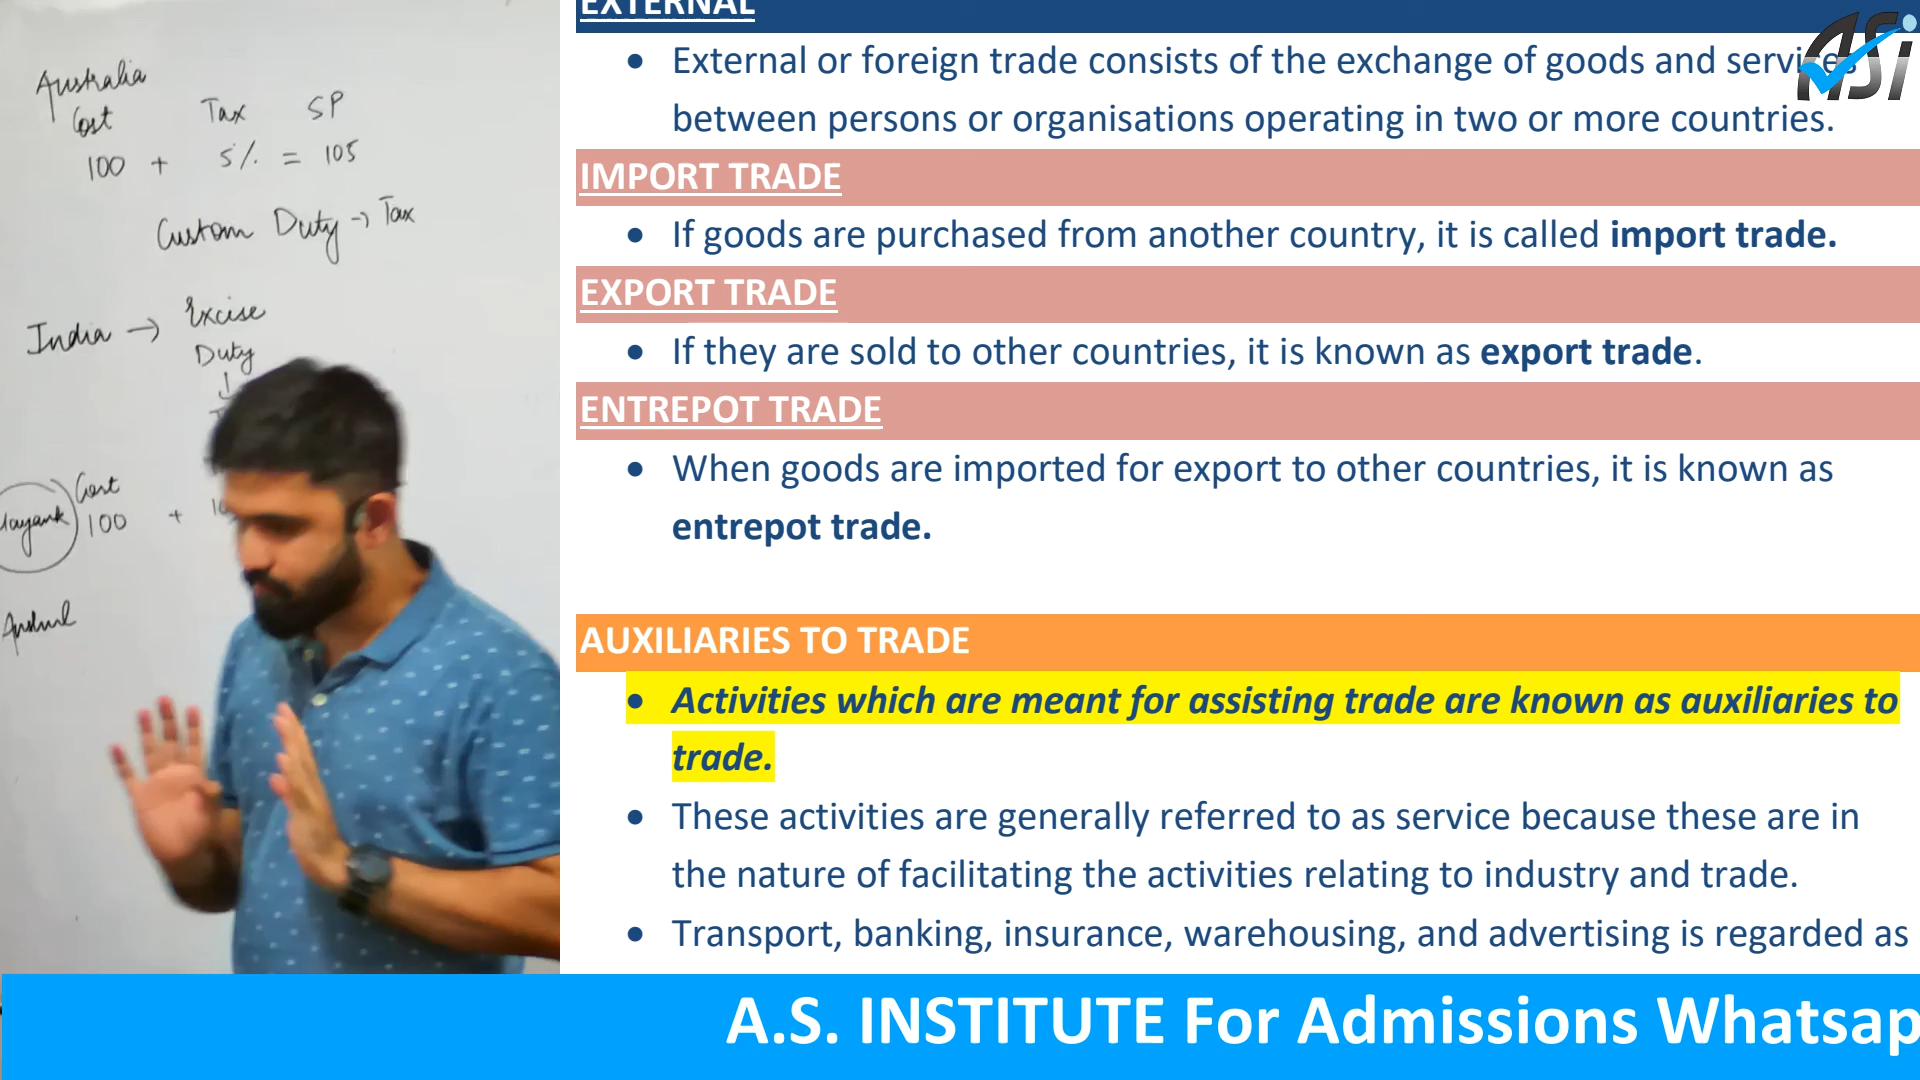 Australia
Cost Tax SP
100 + 5% = 105
Custom Duty → Tax
India → Excise
Duty
↓
Cost
100 +
EXTERNAL
• External or foreign trade consists of the exchange of goods and services
between persons or organisations operating in two or more countries.
IMPORT TRADE
• If goods are purchased from another country, it is called import trade.
EXPORT TRADE
• If they are sold to other countries, it is known as export trade.
ENTREPOT TRADE
• When goods are imported for export to other countries, it is known as
entrepot trade.
AUXILIARIES TO TRADE
• Activities which are meant for assisting trade are known as auxiliaries to
trade.
• These activities are generally referred to as service because these are in
the nature of facilitating the activities relating to industry and trade.
• Transport, banking, insurance, warehousing, and advertising is regarded as
ASi
A.S. INSTITUTE For Admissions Whatsap